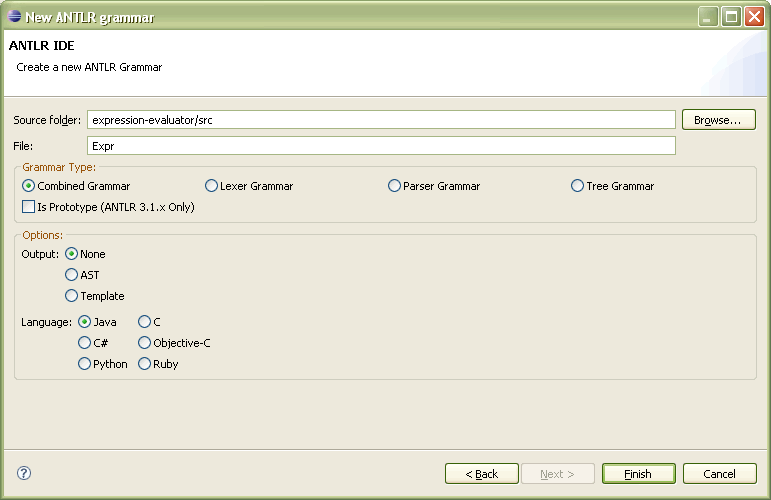 New ANTLR grammar
ANTLR IDE
Create a new ANTLR Grammar
Source folder: expression-evaluator/src Browse...
File: Expr
Grammar Type:
Combined Grammar Lexer Grammar Parser Grammar Tree Grammar
Is Prototype (ANTLR 3.1.x Only)
Options:
Output: None
AST
Template
Language: Java C
C# Objective-C
Python Ruby
? < Back Next > Finish Cancel